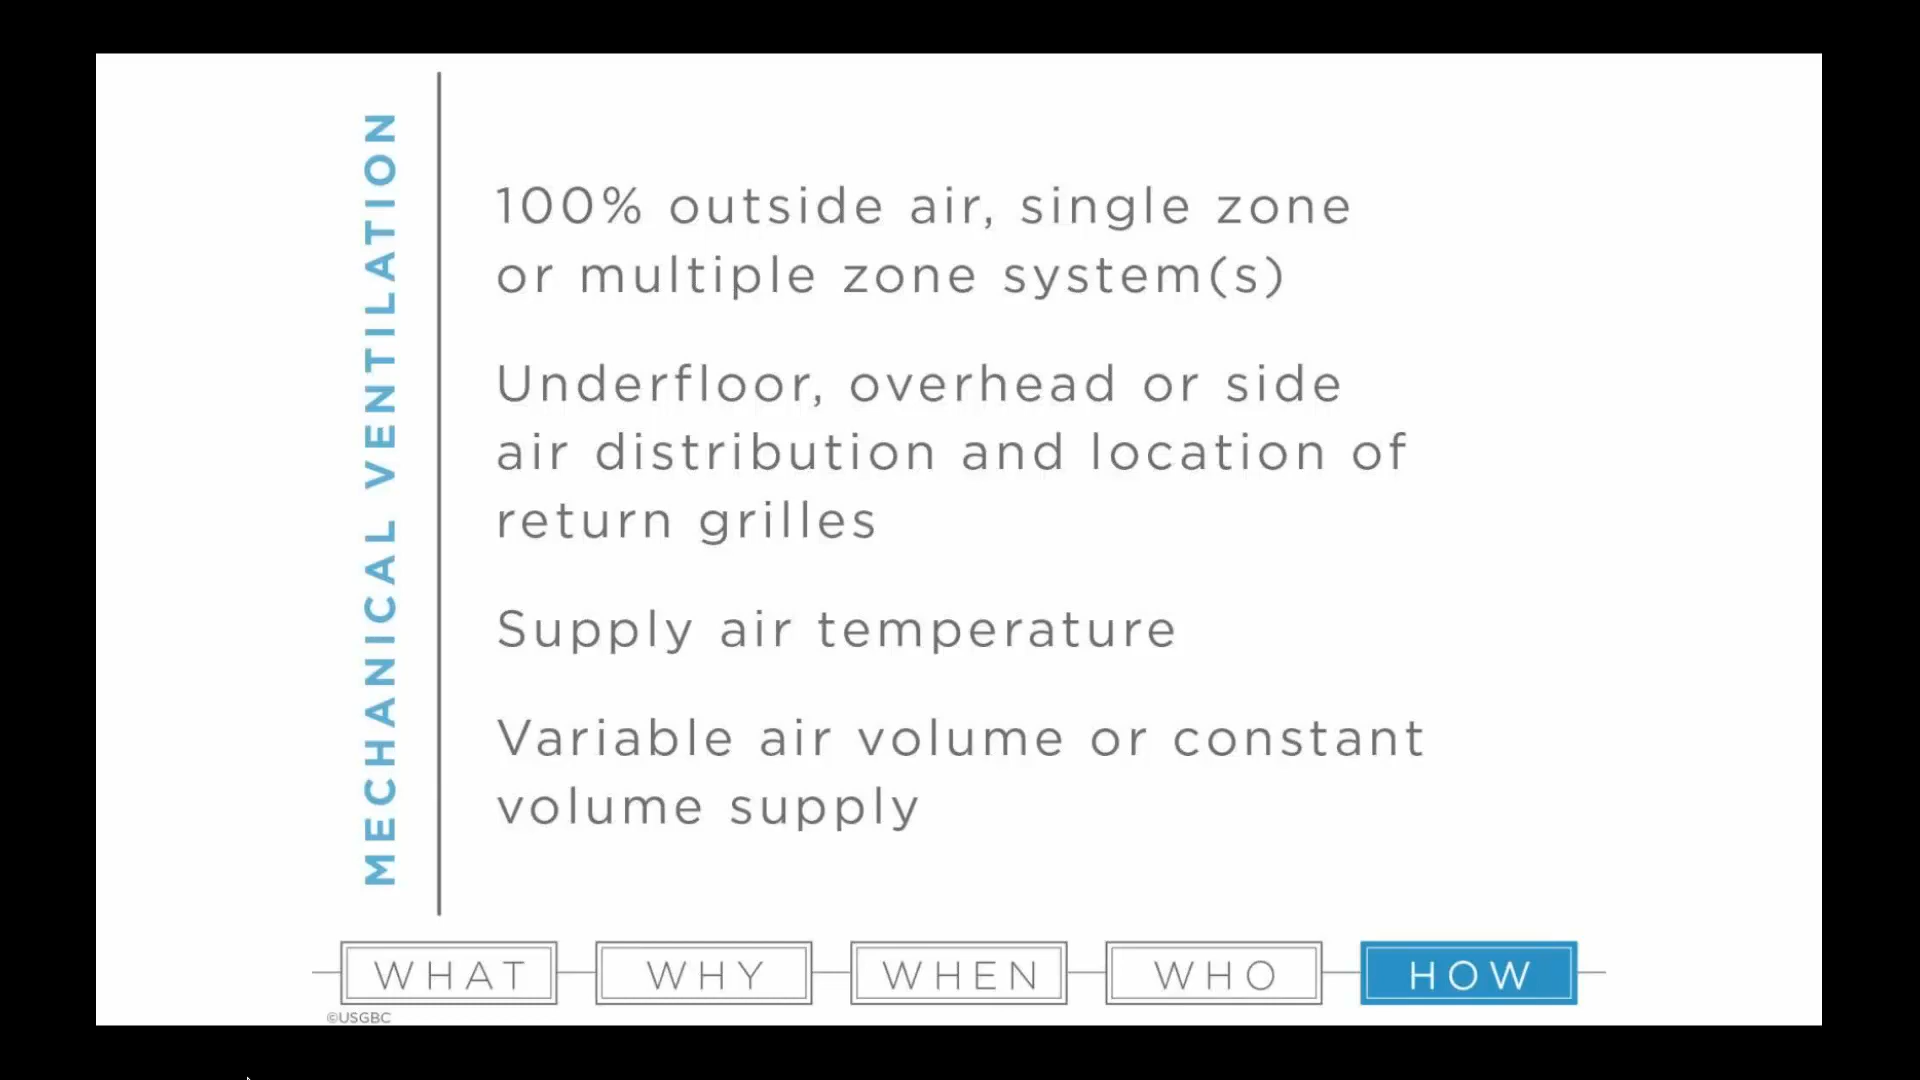 MECHANICAL VENTILATION
100% outside air, single zone
or multiple zone system(s)
Underfloor, overhead or side
air distribution and location of
return grilles
Supply air temperature
Variable air volume or constant
volume supply
WHAT WHY WHEN WHO HOW
©USGBC